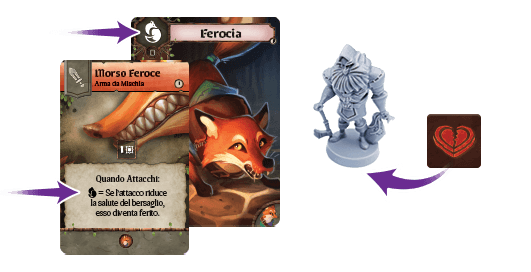 Ferocia
Morso Feroce
Arma da Mischia
1
Quando Attacchi:
= Se l'attacco riduce
la salute del bersaglio,
esso diventa ferito.